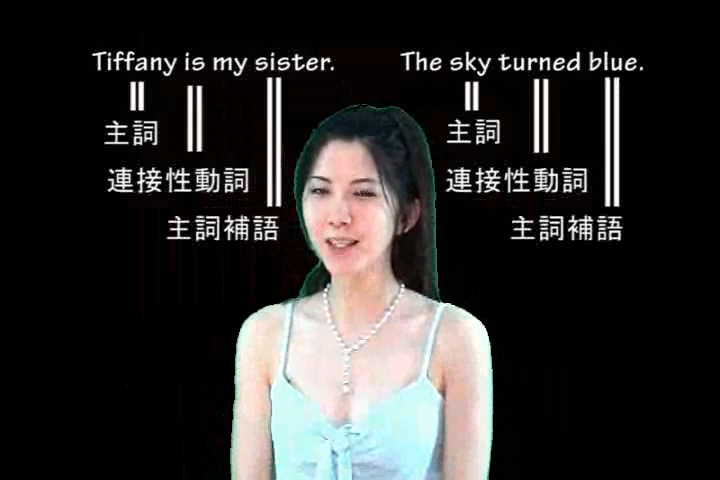 Tiffany is my sister.
主詞
連接性動詞
主詞補語
The sky turned blue.
主詞
連接性動詞
主詞補語